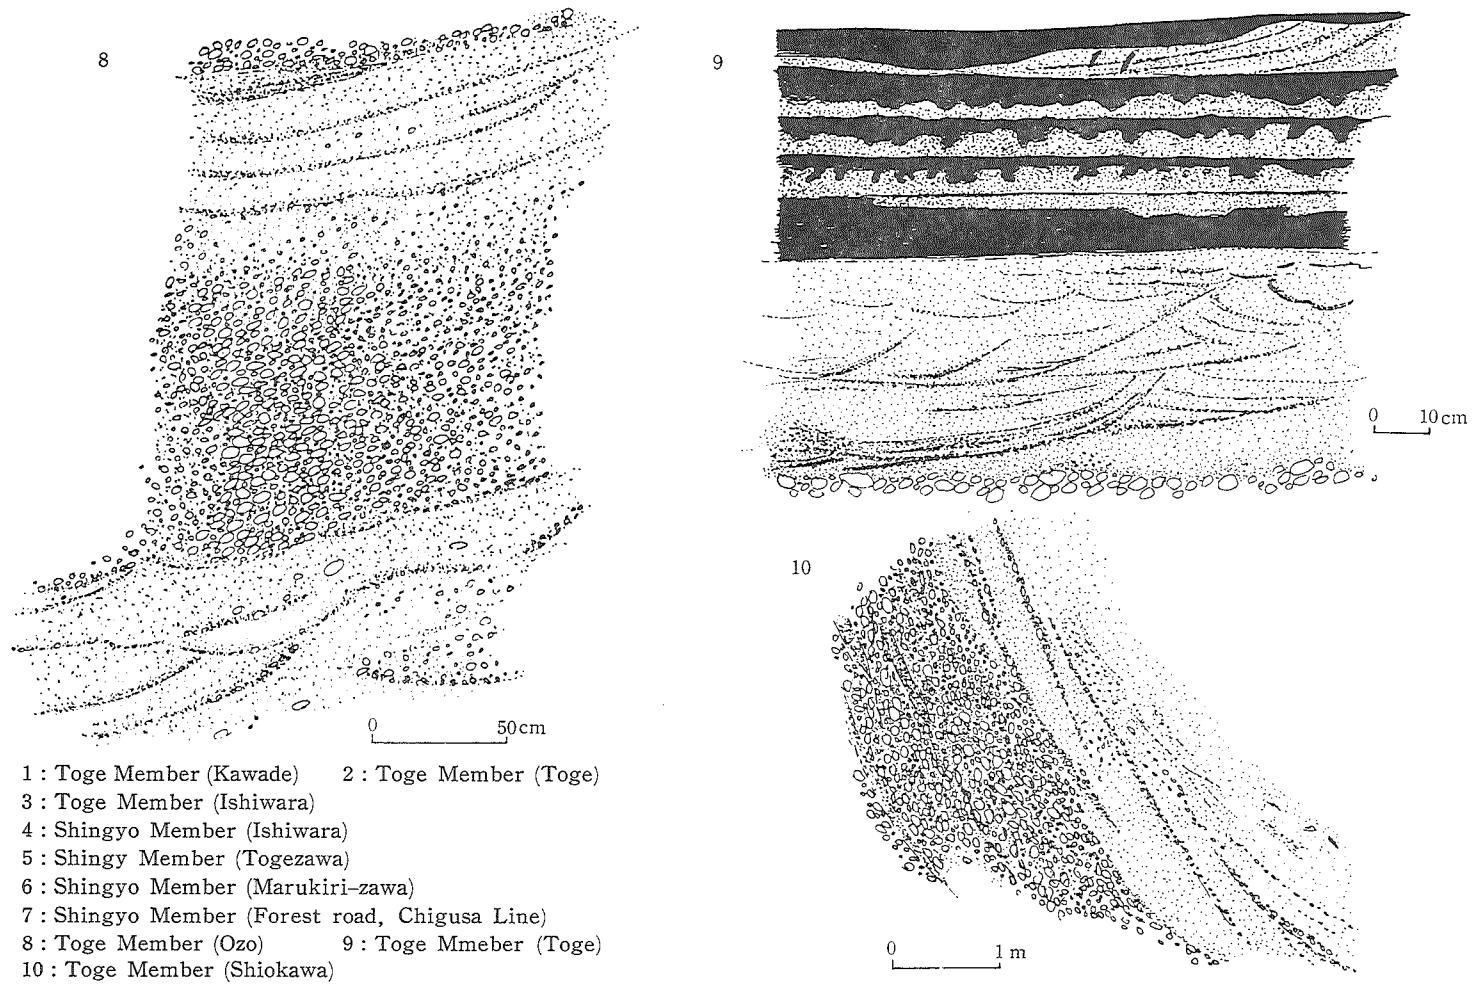 8
9
0 10cm
10
0 50cm
1 : Toge Member (Kawade) 2 : Toge Member (Toge)
3 : Toge Member (Ishiwara)
4 : Shingyo Member (Ishiwara)
5 : Shingy Member (Togezawa)
6 : Shingyo Member (Marukiri-zawa)
7 : Shingyo Member (Forest road, Chigusa Line)
8 : Toge Member (Ozo) 9 : Toge Mmeber (Toge)
10 : Toge Member (Shiokawa)
0 1 m